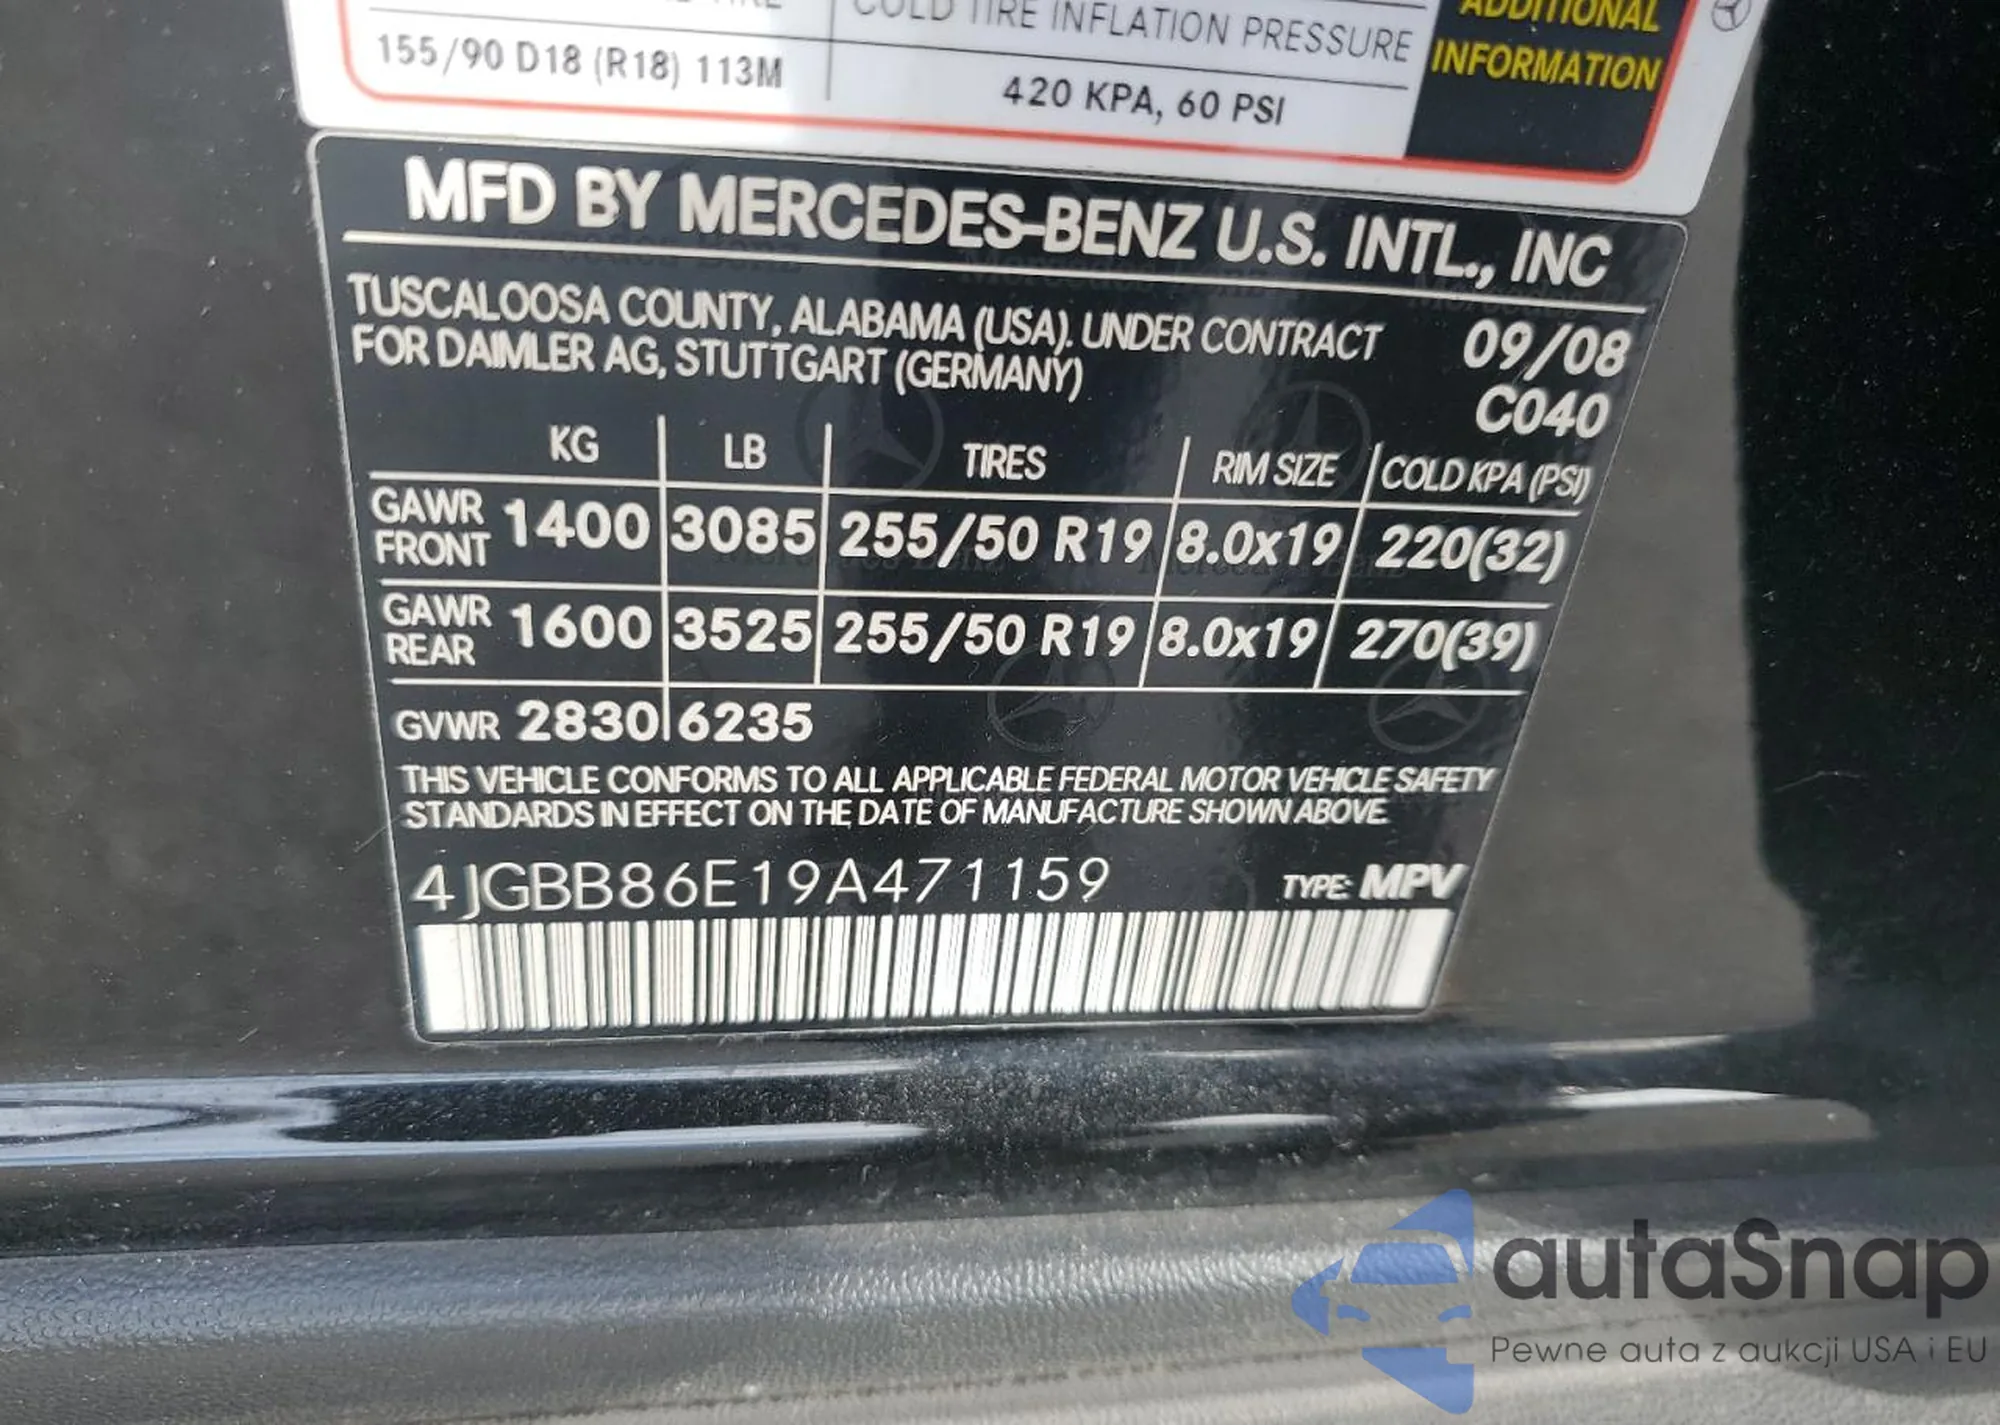 COLD TIRE INFLATION PRESSURE
ADDITIONAL
INFORMATION
155/90 D18 (R18) 113M
420 KPA, 60 PSI
MFD BY MERCEDES-BENZ U.S. INTL., INC
TUSCALOOSA COUNTY, ALABAMA (USA). UNDER CONTRACT
FOR DAIMLER AG, STUTTGART (GERMANY)
09/08
C040
KG LB TIRES RIM SIZE COLD KPA (PSI)
GAWR FRONT 1400 3085 255/50 R19 8.0x19 220(32)
GAWR REAR 1600 3525 255/50 R19 8.0x19 270(39)
GVWR 2830 6235
THIS VEHICLE CONFORMS TO ALL APPLICABLE FEDERAL MOTOR VEHICLE SAFETY
STANDARDS IN EFFECT ON THE DATE OF MANUFACTURE SHOWN ABOVE.
4JGBB86E19A471159 TYPE: MPV
autaSnap
Pewne auta z aukcji USA i EU